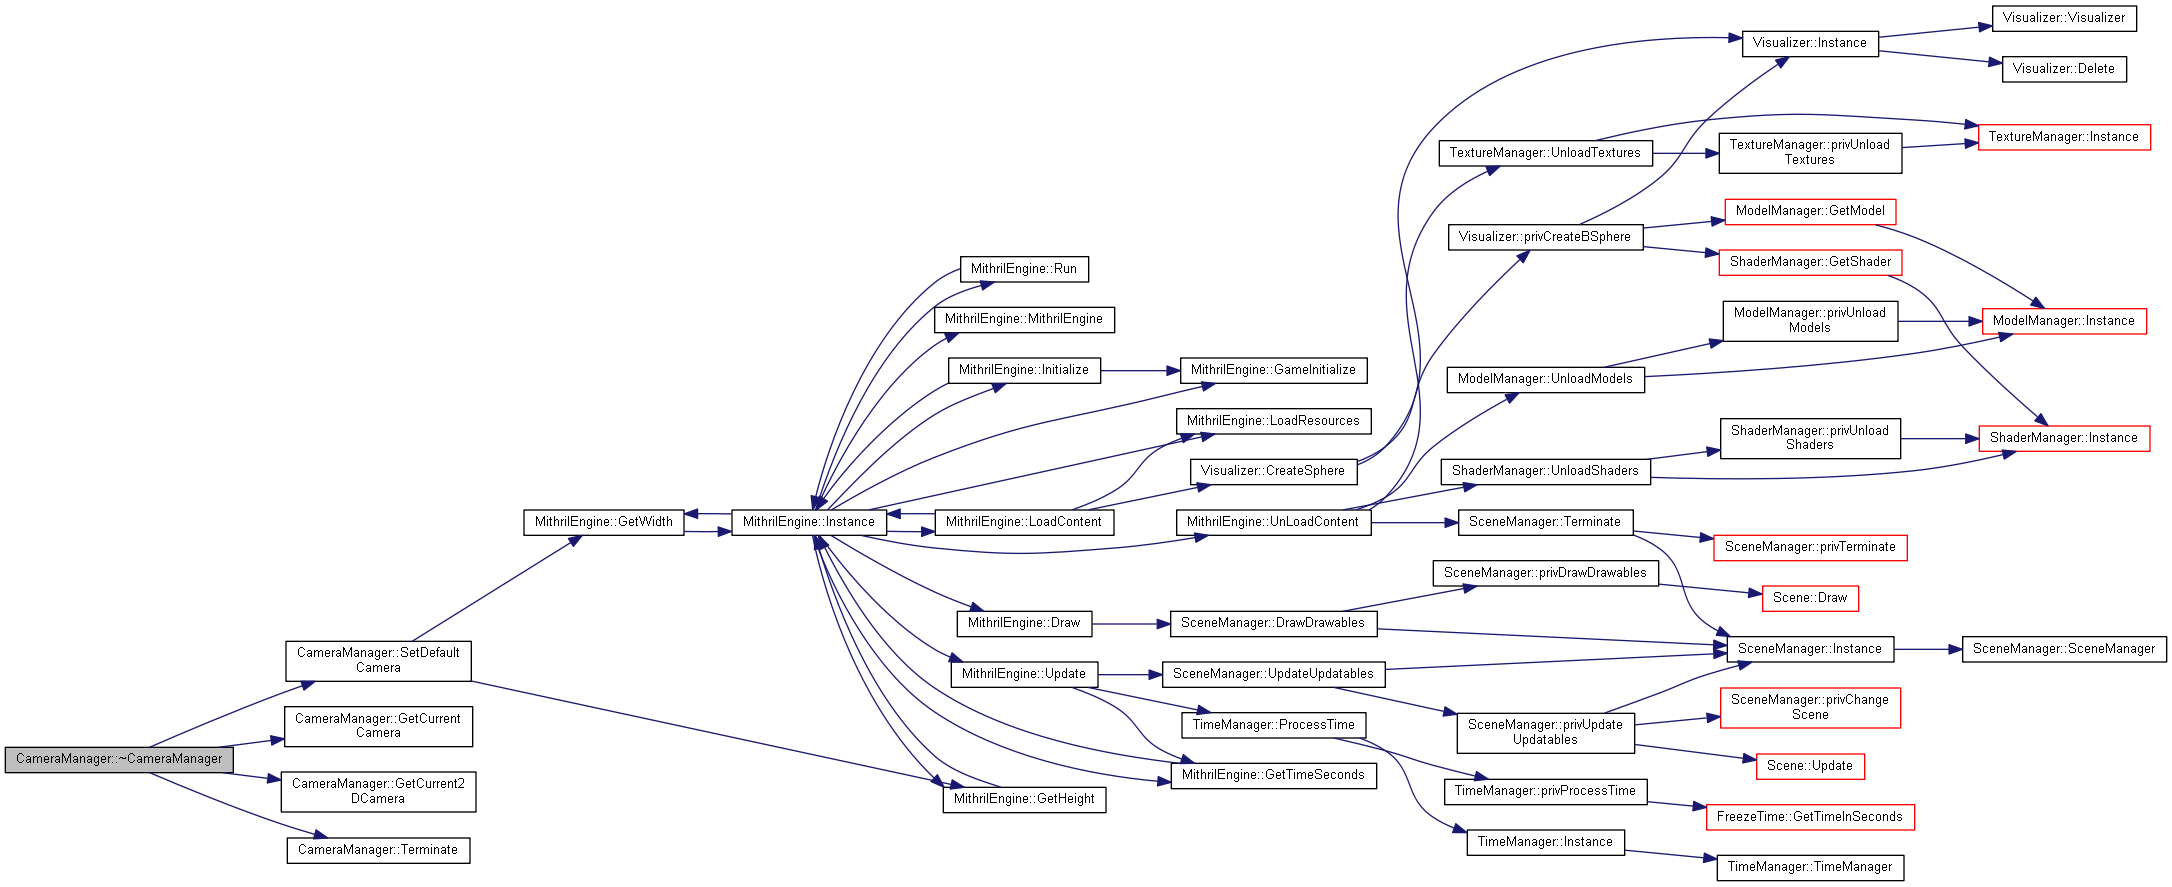 Visualizer::Visualizer
Visualizer::Instance
Visualizer::Delete
TextureManager::UnloadTextures
TextureManager::privUnload
Textures
TextureManager::Instance
ModelManager::GetModel
Visualizer::privCreateBSphere
ShaderManager::GetShader
MithrilEngine::Run
MithrilEngine::MithrilEngine
ModelManager::privUnload
Models
ModelManager::Instance
MithrilEngine::Initialize
MithrilEngine::GameInitialize
ModelManager::UnloadModels
MithrilEngine::LoadResources
ShaderManager::privUnload
Shaders
ShaderManager::Instance
Visualizer::CreateSphere
ShaderManager::UnloadShaders
MithrilEngine::GetWidth
MithrilEngine::Instance
MithrilEngine::LoadContent
MithrilEngine::UnLoadContent
SceneManager::Terminate
SceneManager::privTerminate
SceneManager::privDrawDrawables
Scene::Draw
MithrilEngine::Draw
SceneManager::DrawDrawables
SceneManager::Instance
SceneManager::SceneManager
CameraManager::SetDefault
Camera
MithrilEngine::Update
SceneManager::UpdateUpdatables
SceneManager::privChange
Scene
CameraManager::GetCurrent
Camera
TimeManager::ProcessTime
SceneManager::privUpdate
Updatables
CameraManager::~CameraManager
Scene::Update
MithrilEngine::GetTimeSeconds
CameraManager::GetCurrent2
DCamera
MithrilEngine::GetHeight
TimeManager::privProcessTime
FreezeTime::GetTimeInSeconds
CameraManager::Terminate
TimeManager::Instance
TimeManager::TimeManager